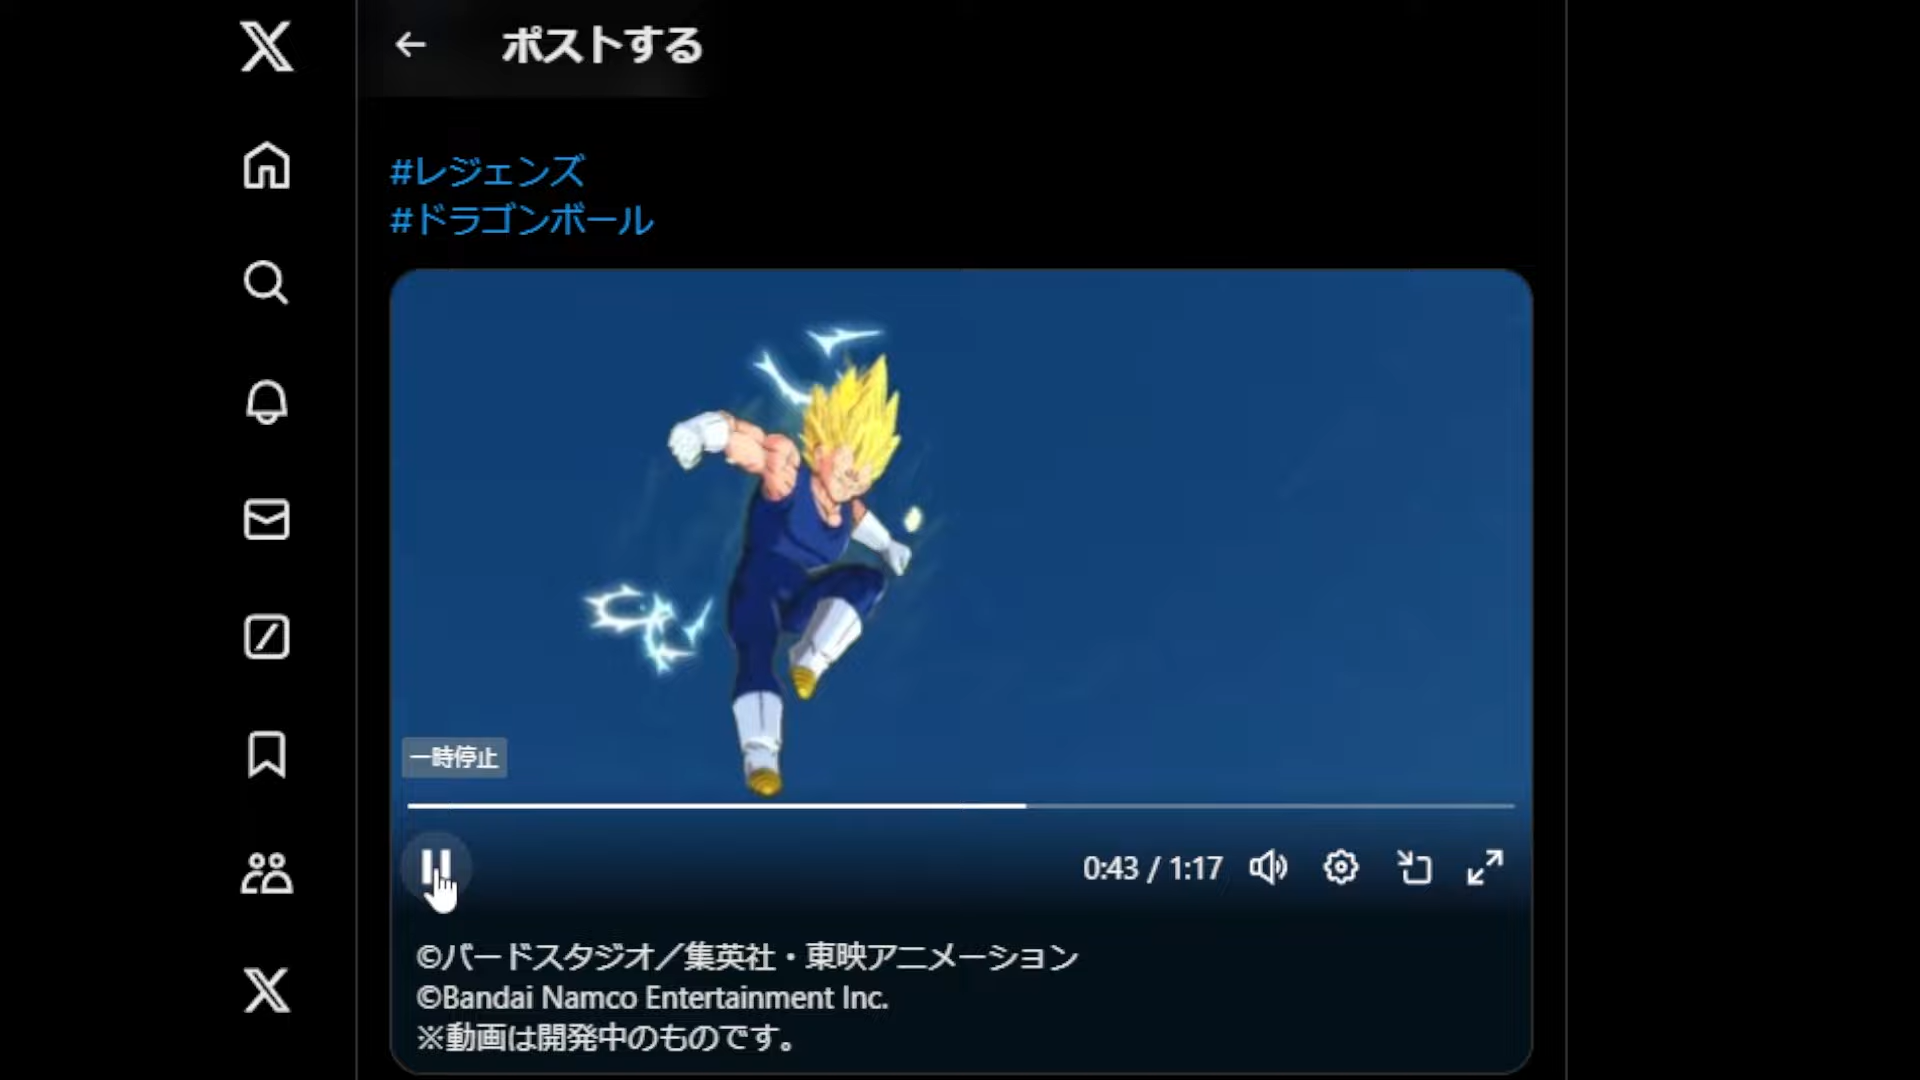 ポストする
#レジェンズ
#ドラゴンボール
一時停止
0:43 / 1:17
©バードスタジオ／集英社・東映アニメーション
©Bandai Namco Entertainment Inc.
※動画は開発中のものです。